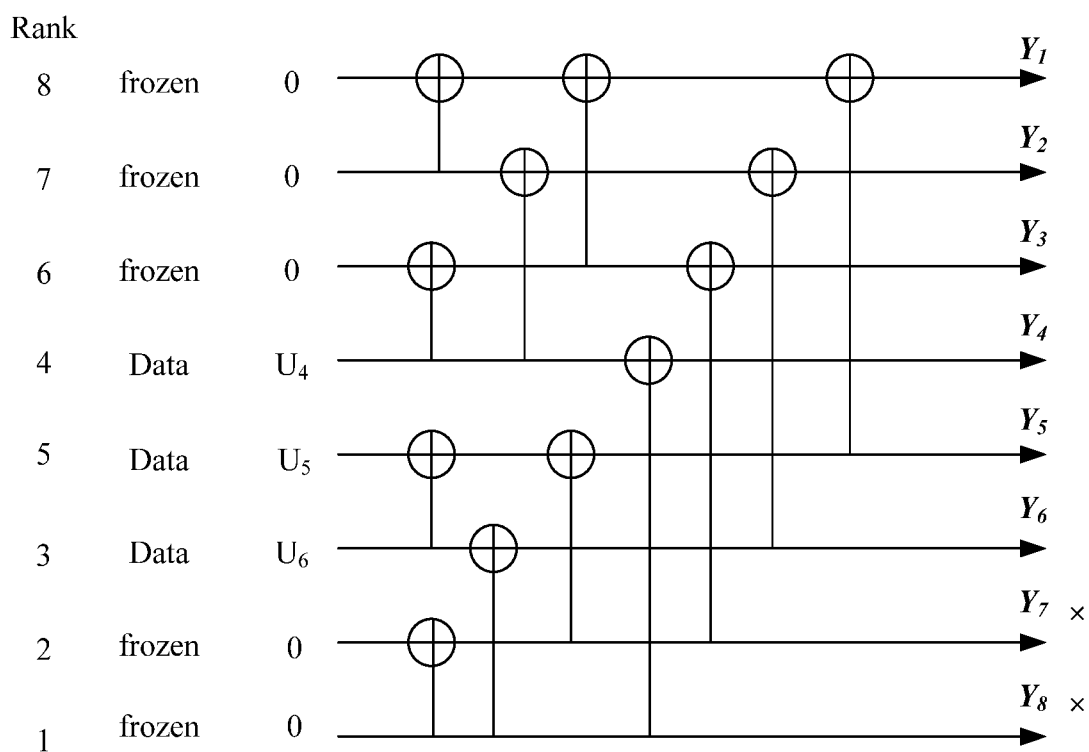 Rank
Y1
8 frozen 0
Y2
7 frozen 0
Y3
6 frozen 0
Y4
4 Data U4
Y5
5 Data U5
Y6
3 Data U6
Y7 ×
2 frozen 0
Y8 ×
1 frozen 0